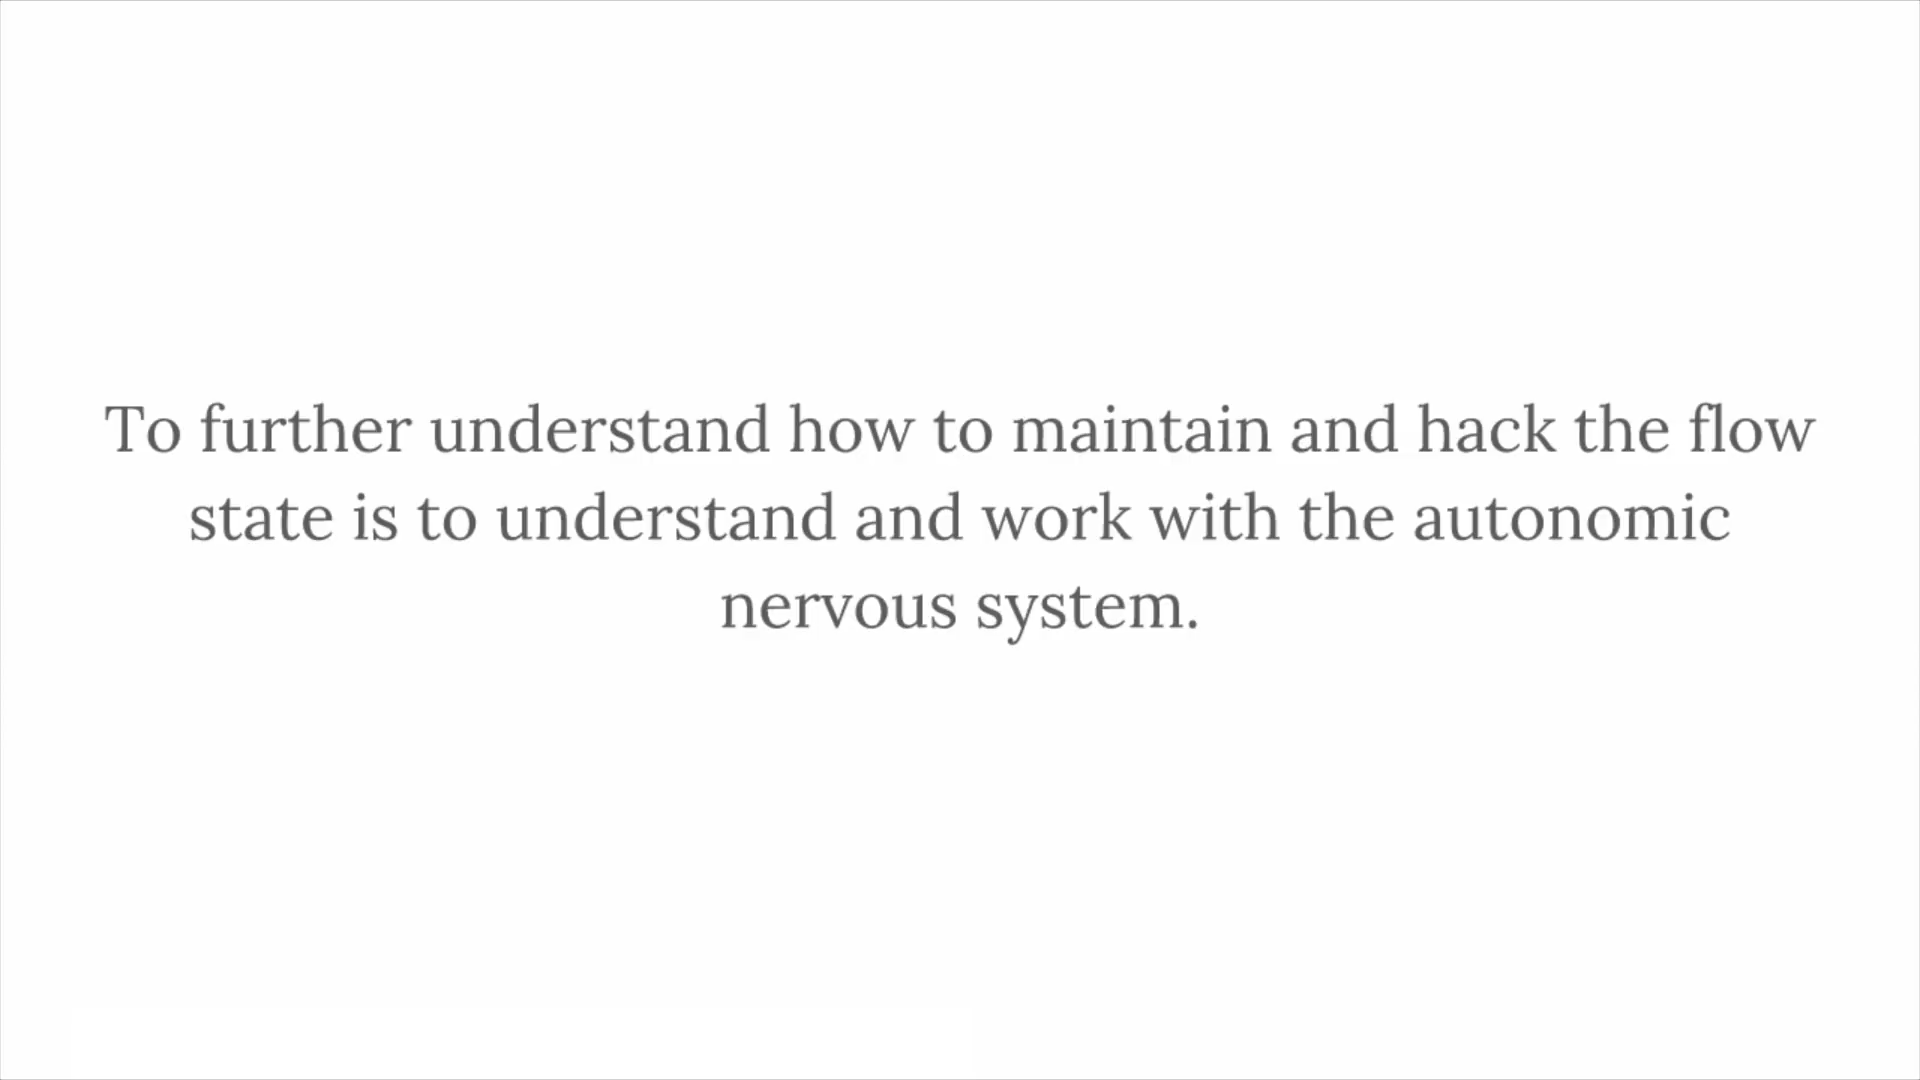 To further understand how to maintain and hack the flow
state is to understand and work with the autonomic
nervous system.